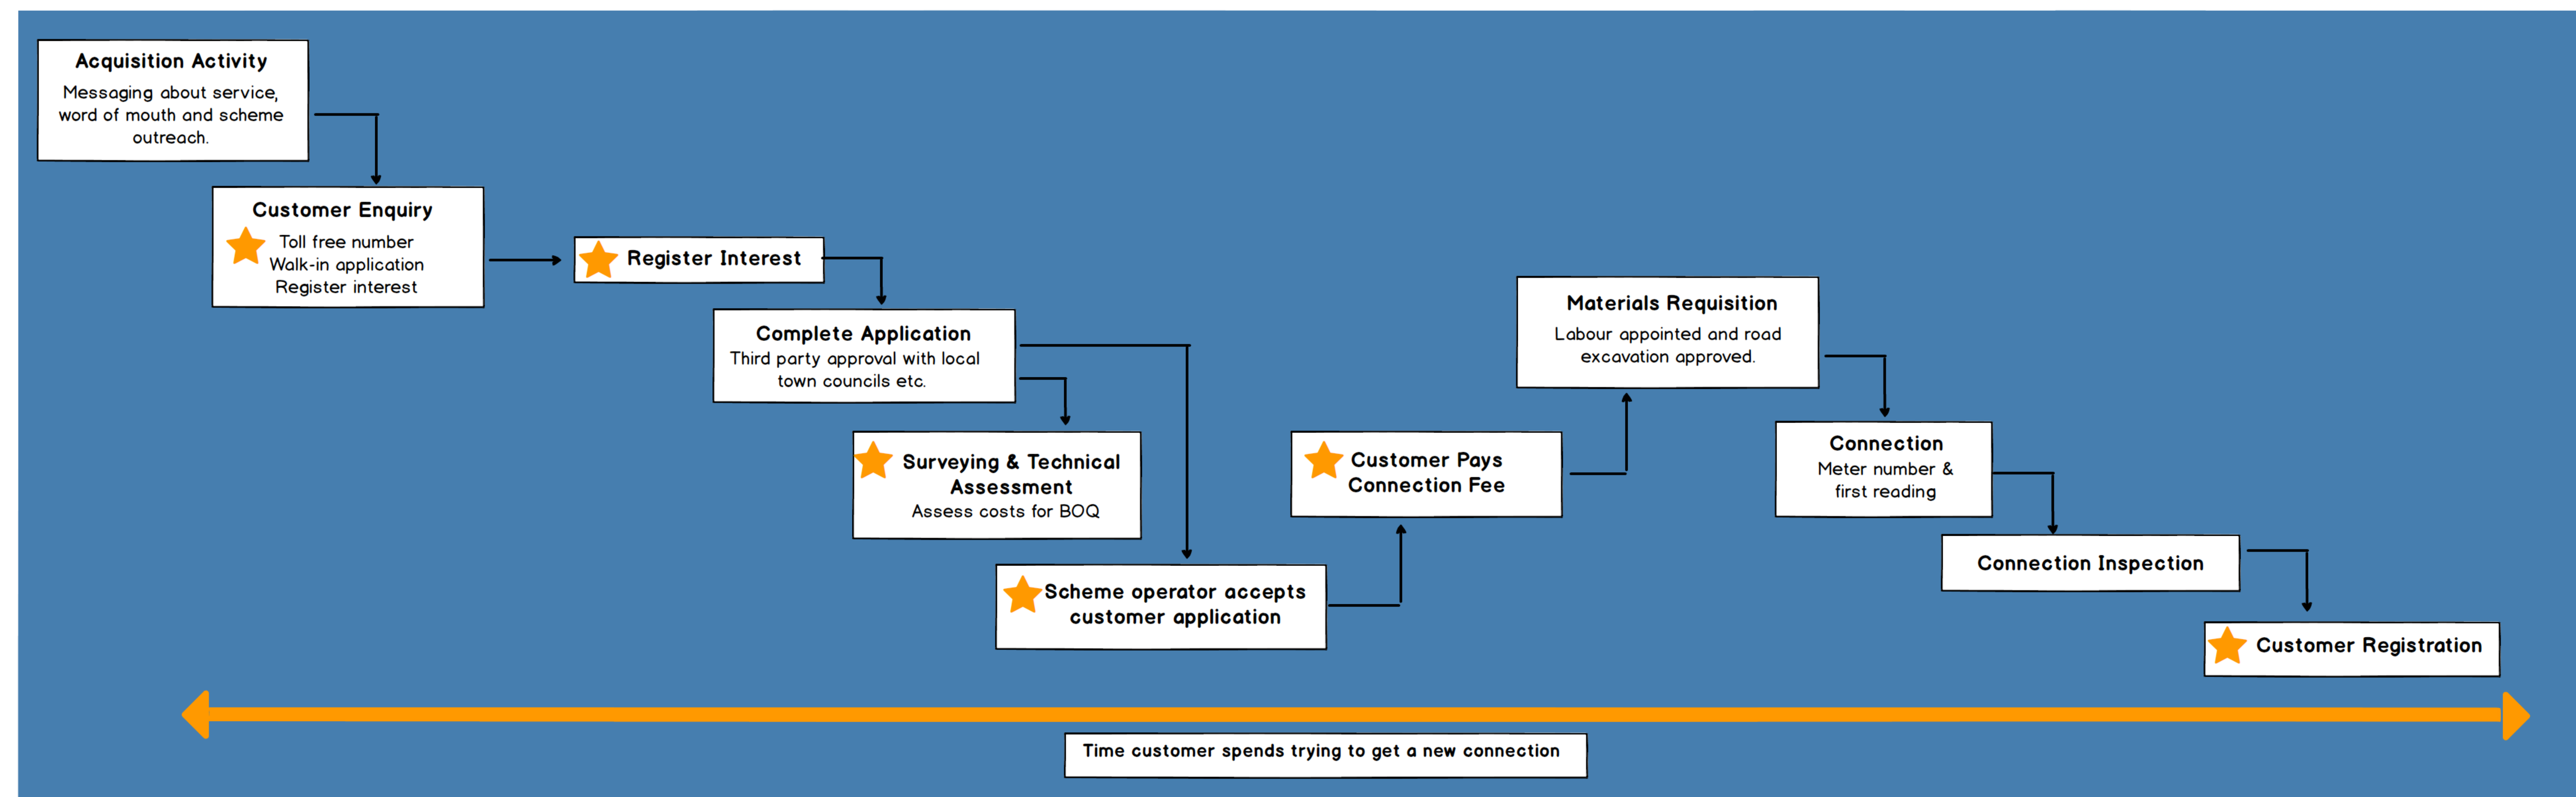 Acquisition Activity
Messaging about service,
word of mouth and scheme
outreach.
Customer Enquiry
Toll free number
Walk-in application
Register interest
Register Interest
Complete Application
Third party approval with local
town councils etc.
Surveying & Technical
Assessment
Assess costs for BOQ
Scheme operator accepts
customer application
Customer Pays
Connection Fee
Materials Requisition
Labour appointed and road
excavation approved.
Connection
Meter number &
first reading
Connection Inspection
Customer Registration
Time customer spends trying to get a new connection